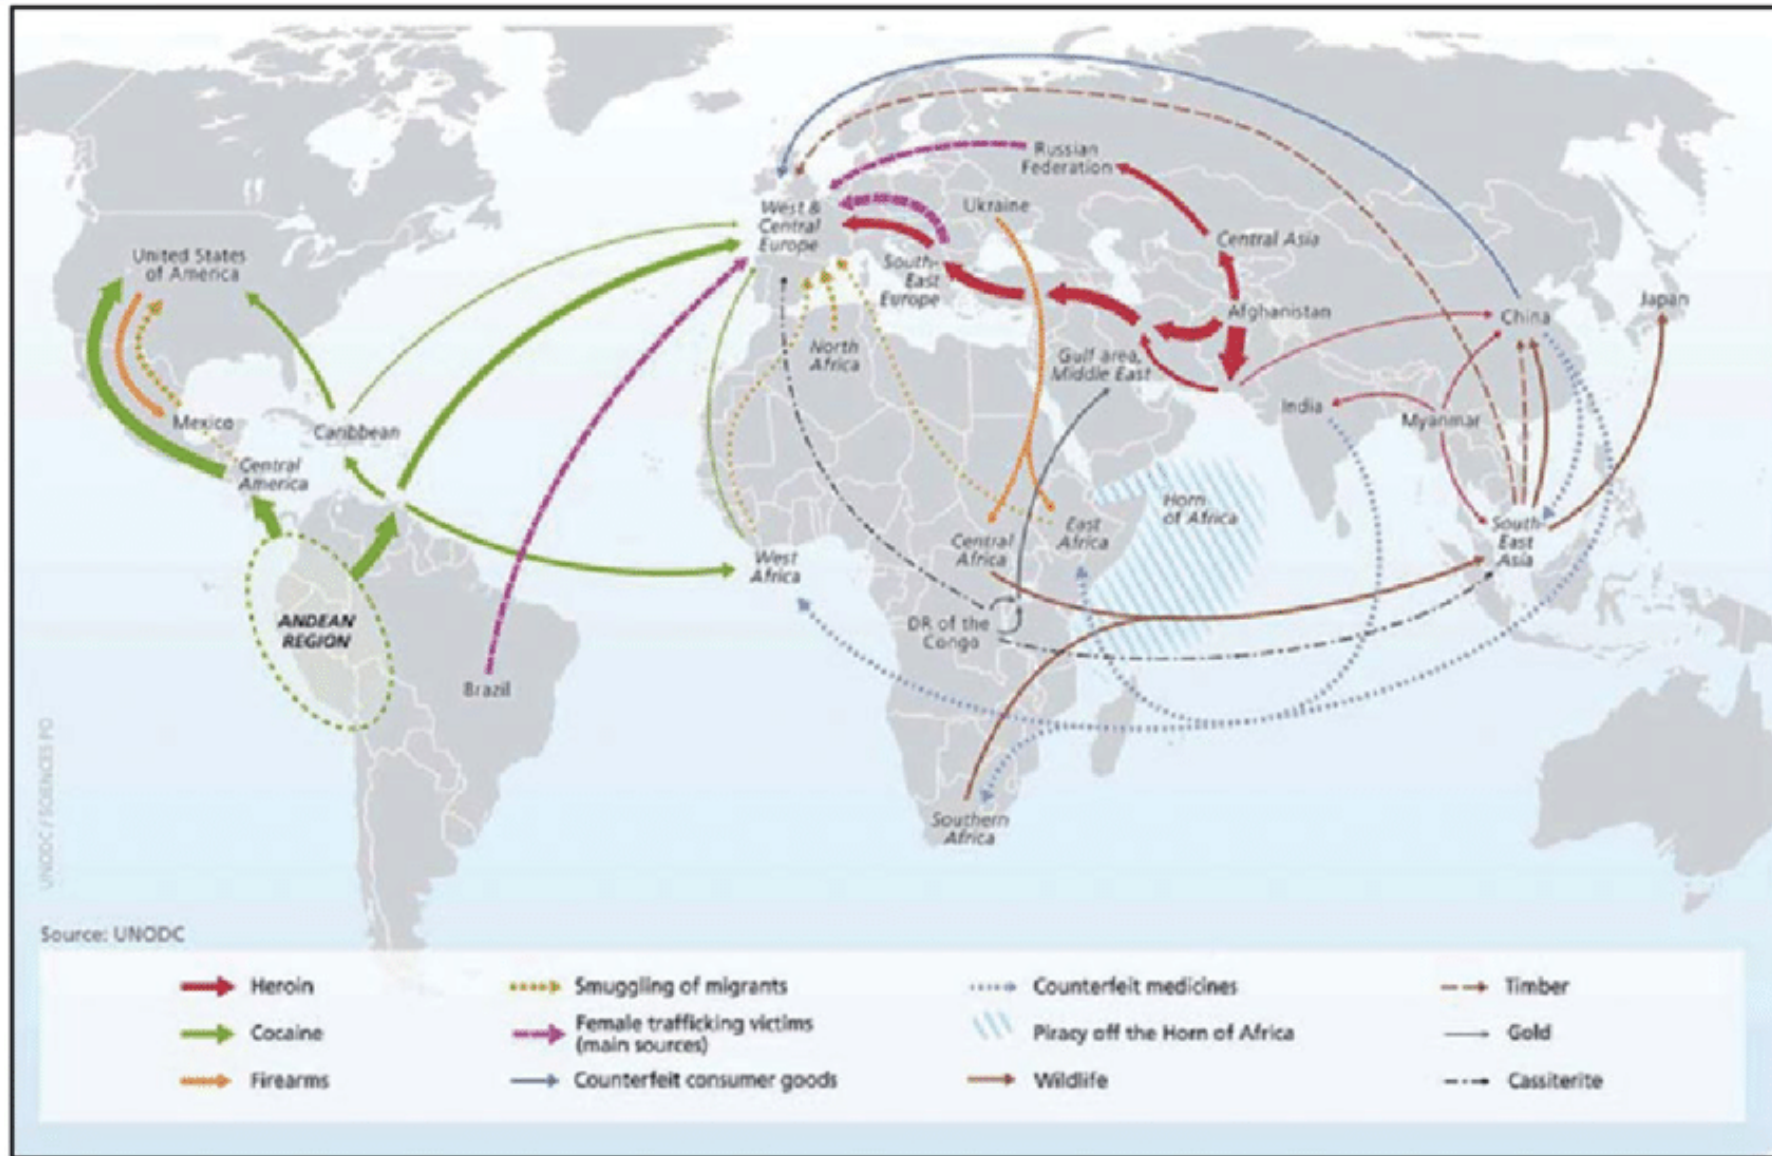 Russian
Federation
West &
Central
Europe
Ukraine
United States
of America
Central Asia
South-
East
Europe
Afghanistan
Japan
China
North
Africa
Gulf area,
Middle East
India
Myanmar
Mexico
Caribbean
Central
America
Horn
of Africa
East
Africa
Central
Africa
South-
East
Asia
West
Africa
ANDEAN
REGION
DR of the
Congo
Brazil
Southern
Africa
UNODC / SCIENCES PO
Source: UNODC
Heroin
Smuggling of migrants
Counterfeit medicines
Timber
Cocaine
Female trafficking victims
(main sources)
Piracy off the Horn of Africa
Gold
Firearms
Counterfeit consumer goods
Wildlife
Cassiterite